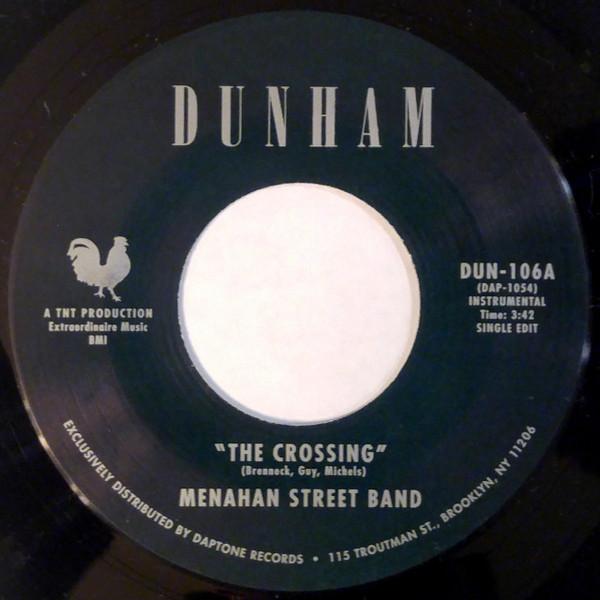 DUNHAM
A TNT PRODUCTION
Extraordinaire Music
BMI
DUN-106A
(DAP-1054)
INSTRUMENTAL
Time: 3:42
SINGLE EDIT
"THE CROSSING"
(Brenneck, Guy, Michels)
MENAHAN STREET BAND
EXCLUSIVELY DISTRIBUTED BY DAPTONE RECORDS • 115 TROUTMAN ST., BROOKLYN, NY 11206